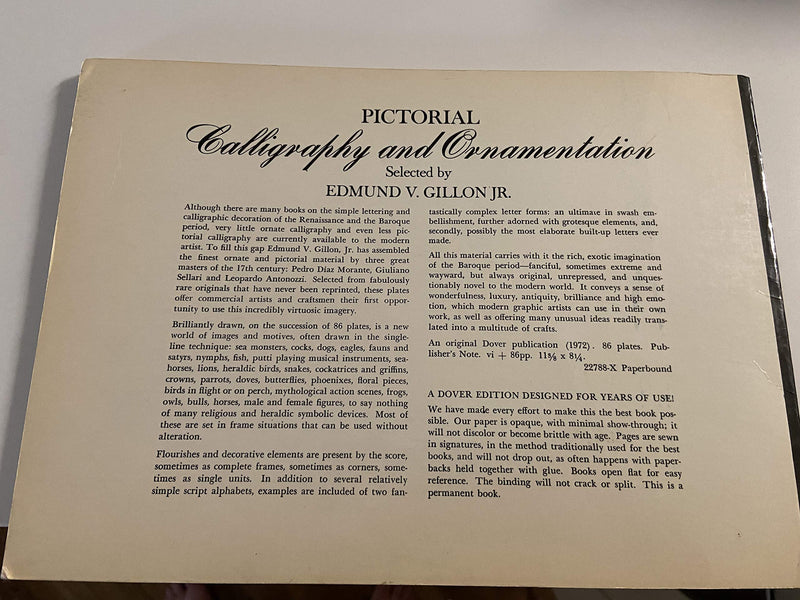 PICTORIAL
Calligraphy and Ornamentation
Selected by
EDMUND V. GILLON JR.
Although there are many books on the simple lettering and
calligraphic decoration of the Renaissance and the Baroque
period, very little ornate calligraphy and even less pic-
torial calligraphy are currently available to the modern
artist. To fill this gap Edmund V. Gillon, Jr. has assembled
the finest ornate and pictorial material by three great
masters of the 17th century: Pedro Díaz Morante, Giuliano
Sellari and Leopardo Antonozzi. Selected from fabulously
rare originals that have never been reprinted, these plates
offer commercial artists and craftsmen their first oppor-
tunity to use this incredibly virtuosic imagery.
Brilliantly drawn, on the succession of 86 plates, is a new
world of images and motives, often drawn in the single-
line technique: sea monsters, cocks, dogs, eagles, fauns and
satyrs, nymphs, fish, putti playing musical instruments, sea-
horses, lions, heraldic birds, snakes, cockatrices and griffins,
crowns, parrots, doves, butterflies, phoenixes, floral pieces,
birds in flight or on perch, mythological action scenes, frogs,
owls, bulls, horses, male and female figures, to say nothing
of many religious and heraldic symbolic devices. Most of
these are set in frame situations that can be used without
alteration.
Flourishes and decorative elements are present by the score,
sometimes as complete frames, sometimes as corners, some-
times as single units. In addition to several relatively
simple script alphabets, examples are included of two fan-
tastically complex letter forms: an ultimate in swash em-
bellishment, further adorned with grotesque elements, and,
secondly, possibly the most elaborate built-up letters ever
made.
All this material carries with it the rich, exotic imagination
of the Baroque period—fanciful, sometimes extreme and
wayward, but always original, unrepressed, and unques-
tionably novel to the modern world. It conveys a sense of
wonderfulness, luxury, antiquity, brilliance and high emo-
tion, which modern graphic artists can use in their own
work, as well as offering many unusual ideas readily trans-
lated into a multitude of crafts.
An original Dover publication (1972). 86 plates. Pub-
lisher's Note. vi + 86pp. 11⅜ x 8¼.
22788-X Paperbound
A DOVER EDITION DESIGNED FOR YEARS OF USE!
We have made every effort to make this the best book pos-
sible. Our paper is opaque, with minimal show-through; it
will not discolor or become brittle with age. Pages are sewn
in signatures, in the method traditionally used for the best
books, and will not drop out, as often happens with paper-
backs held together with glue. Books open flat for easy
reference. The binding will not crack or split. This is a
permanent book.